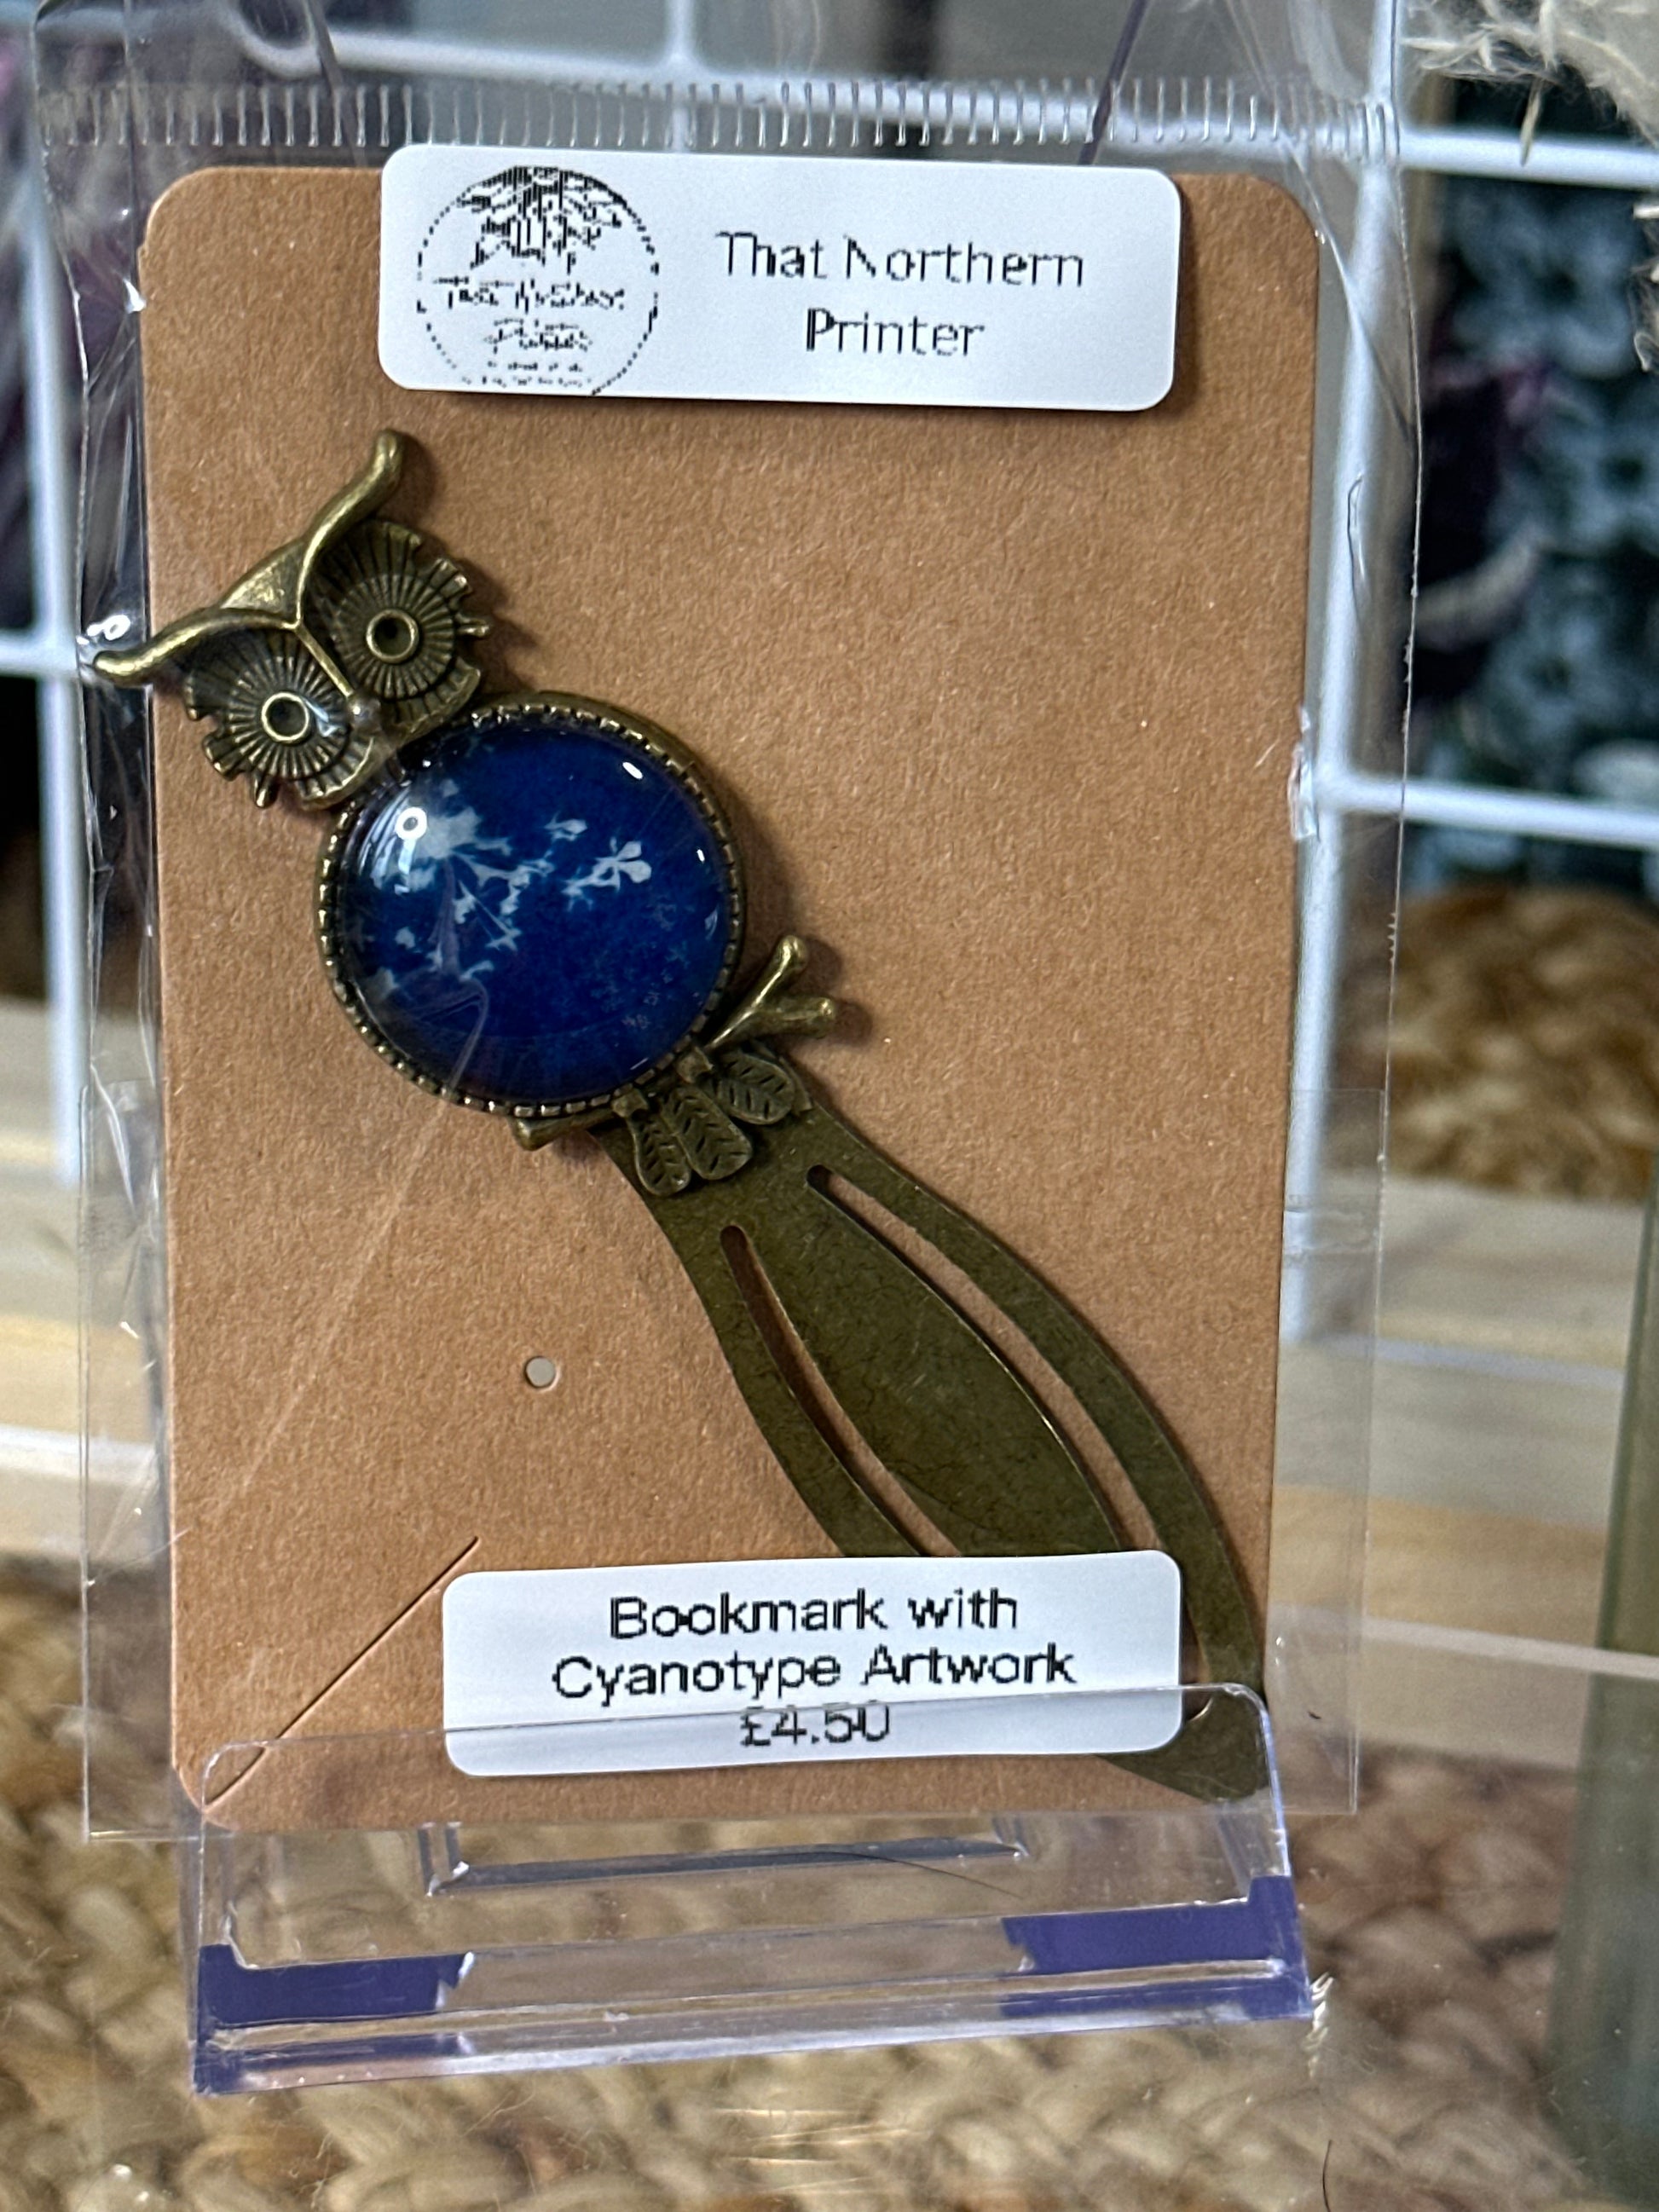 That Northern
Printer
Bookmark with
Cyanotype Artwork
£4.50